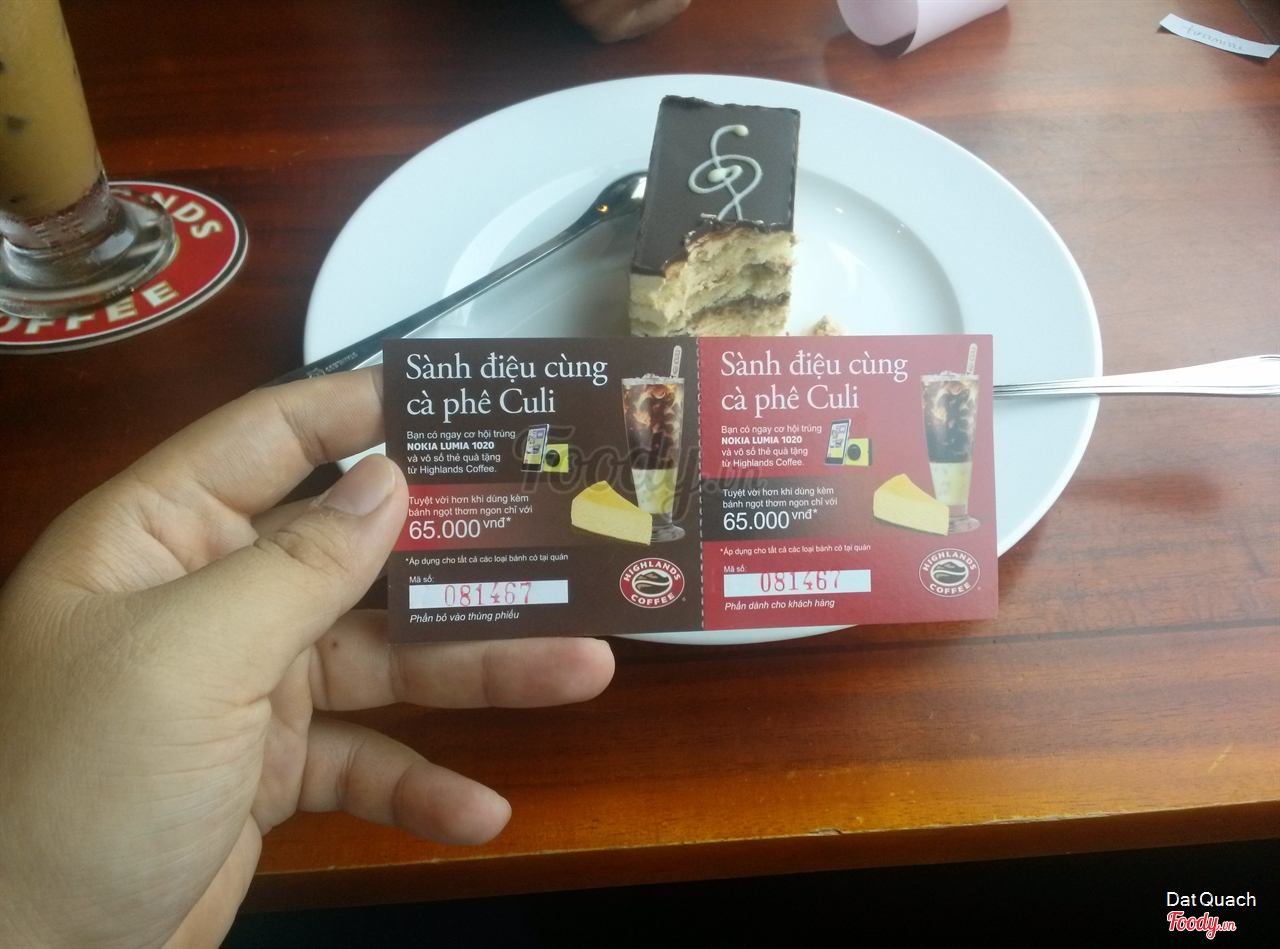 NDS
OFFEE
Sành điệu cùng
cà phê Culi
Bạn có ngay cơ hội trúng
NOKIA LUMIA 1020
và vô số thẻ quà tặng
từ Highlands Coffee.
Tuyệt vời hơn khi dùng kèm
bánh ngọt thơm ngon chỉ với
65.000 vnđ*
*Áp dụng cho tất cả các loại bánh có tại quán
Mã số:
081467
Phần bỏ vào thùng phiếu
HIGHLANDS
COFFEE
Sành điệu cùng
cà phê Culi
Bạn có ngay cơ hội trúng
NOKIA LUMIA 1020
và vô số thẻ quà tặng
từ Highlands Coffee.
Tuyệt vời hơn khi dùng kèm
bánh ngọt thơm ngon chỉ với
65.000 vnđ*
*Áp dụng cho tất cả các loại bánh có tại quán
Mã số:
081467
Phần dành cho khách hàng
HIGHLANDS
COFFEE
Foody.vn
Dat Quach
Foody.vn